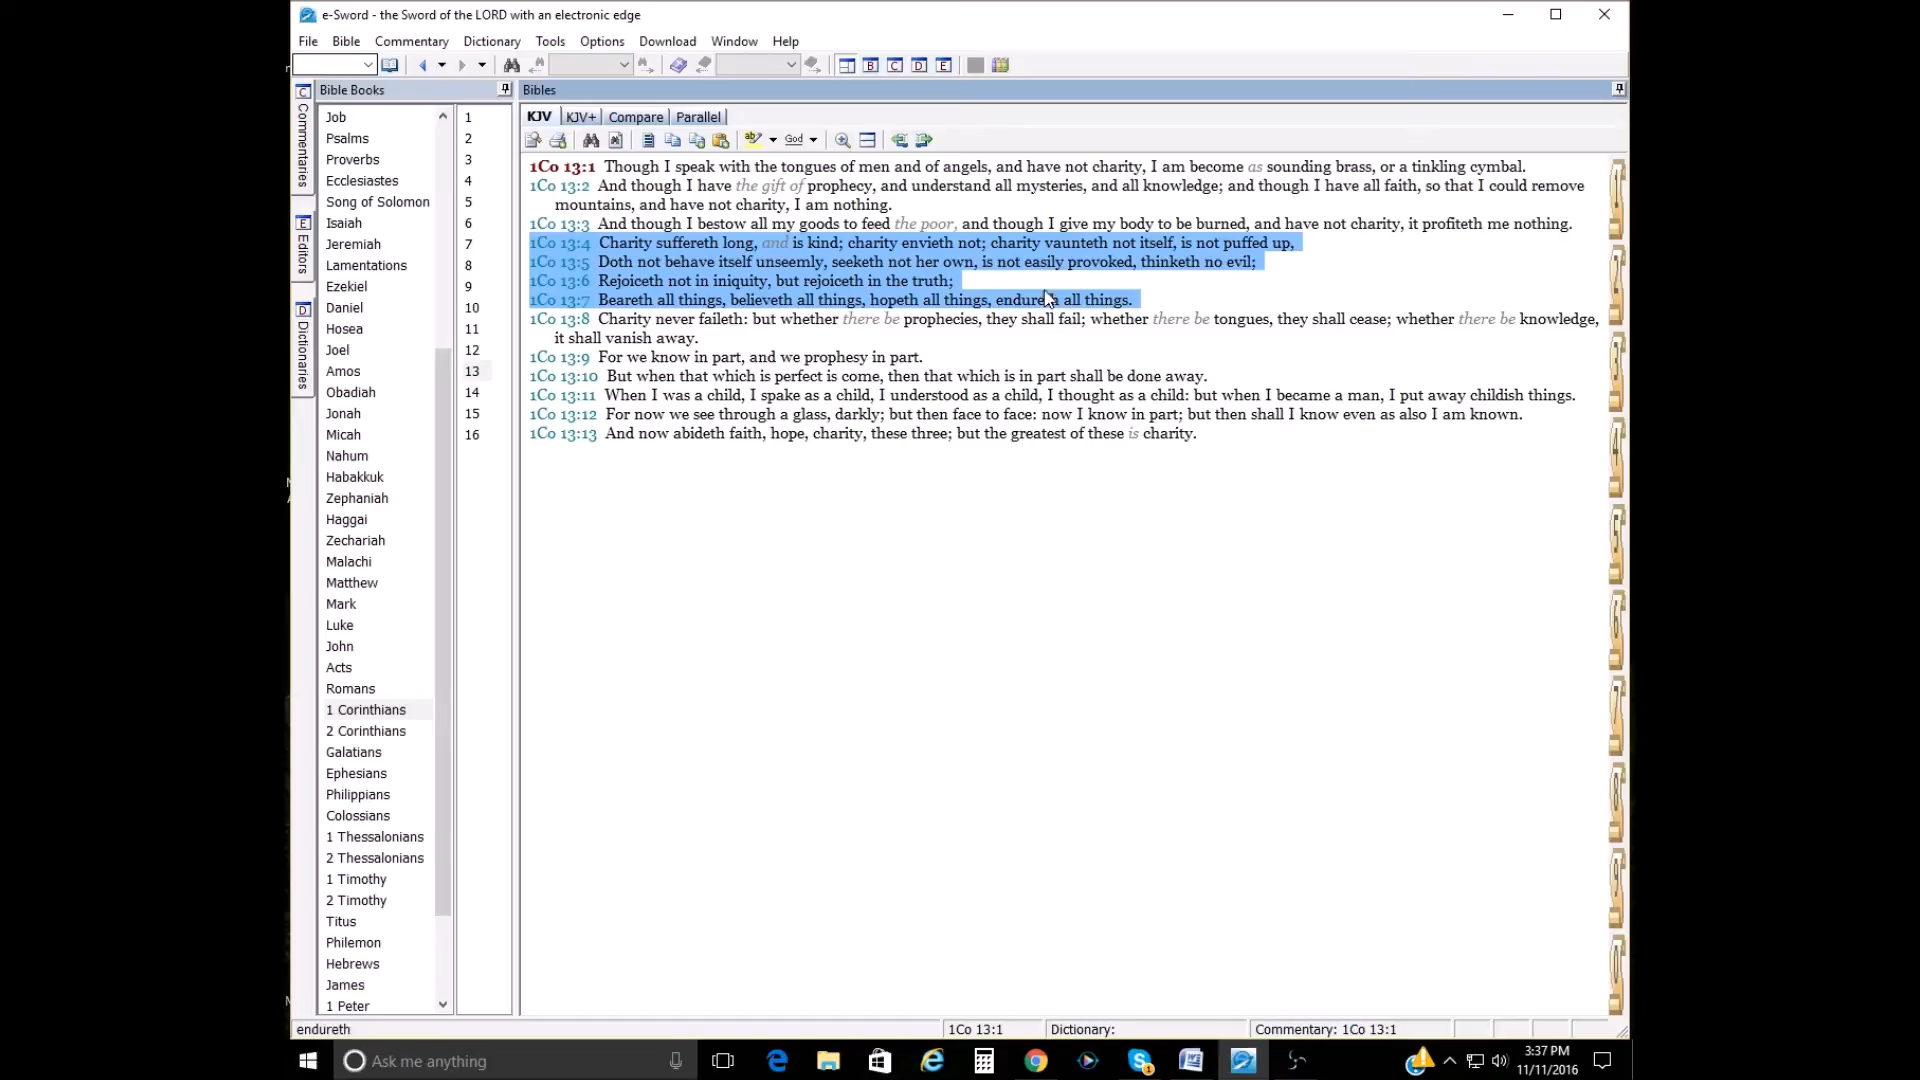 e-Sword - the Sword of the LORD with an electronic edge
File Bible Commentary Dictionary Tools Options Download Window Help
B C D E
Bible Books
Bibles
C Commentaries
E Editors
D Dictionaries
Job
Psalms
Proverbs
Ecclesiastes
Song of Solomon
Isaiah
Jeremiah
Lamentations
Ezekiel
Daniel
Hosea
Joel
Amos
Obadiah
Jonah
Micah
Nahum
Habakkuk
Zephaniah
Haggai
Zechariah
Malachi
Matthew
Mark
Luke
John
Acts
Romans
1 Corinthians
2 Corinthians
Galatians
Ephesians
Philippians
Colossians
1 Thessalonians
2 Thessalonians
1 Timothy
2 Timothy
Titus
Philemon
Hebrews
James
1 Peter
1
2
3
4
5
6
7
8
9
10
11
12
13
14
15
16
KJV KJV+ Compare Parallel
ab God
1Co 13:1 Though I speak with the tongues of men and of angels, and have not charity, I am become as sounding brass, or a tinkling cymbal.
1Co 13:2 And though I have the gift of prophecy, and understand all mysteries, and all knowledge; and though I have all faith, so that I could remove
mountains, and have not charity, I am nothing.
1Co 13:3 And though I bestow all my goods to feed the poor, and though I give my body to be burned, and have not charity, it profiteth me nothing.
1Co 13:4 Charity suffereth long, and is kind; charity envieth not; charity vaunteth not itself, is not puffed up,
1Co 13:5 Doth not behave itself unseemly, seeketh not her own, is not easily provoked, thinketh no evil;
1Co 13:6 Rejoiceth not in iniquity, but rejoiceth in the truth;
1Co 13:7 Beareth all things, believeth all things, hopeth all things, endureth all things.
1Co 13:8 Charity never faileth: but whether there be prophecies, they shall fail; whether there be tongues, they shall cease; whether there be knowledge,
it shall vanish away.
1Co 13:9 For we know in part, and we prophesy in part.
1Co 13:10 But when that which is perfect is come, then that which is in part shall be done away.
1Co 13:11 When I was a child, I spake as a child, I understood as a child, I thought as a child: but when I became a man, I put away childish things.
1Co 13:12 For now we see through a glass, darkly; but then face to face: now I know in part; but then shall I know even as also I am known.
1Co 13:13 And now abideth faith, hope, charity, these three; but the greatest of these is charity.
endureth
1Co 13:1
Dictionary:
Commentary: 1Co 13:1
Ask me anything
3:37 PM
11/11/2016